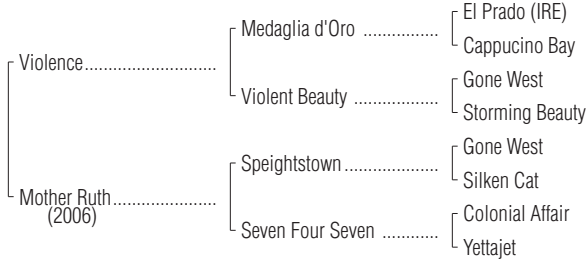 El Prado (IRE)
Medaglia d'Oro ..................
Cappucino Bay
Violence...............................
Gone West
Violent Beauty ....................
Storming Beauty
Gone West
Speightstown......................
Silken Cat
Mother Ruth........................
(2006)
Colonial Affair
Seven Four Seven .............
Yettajet